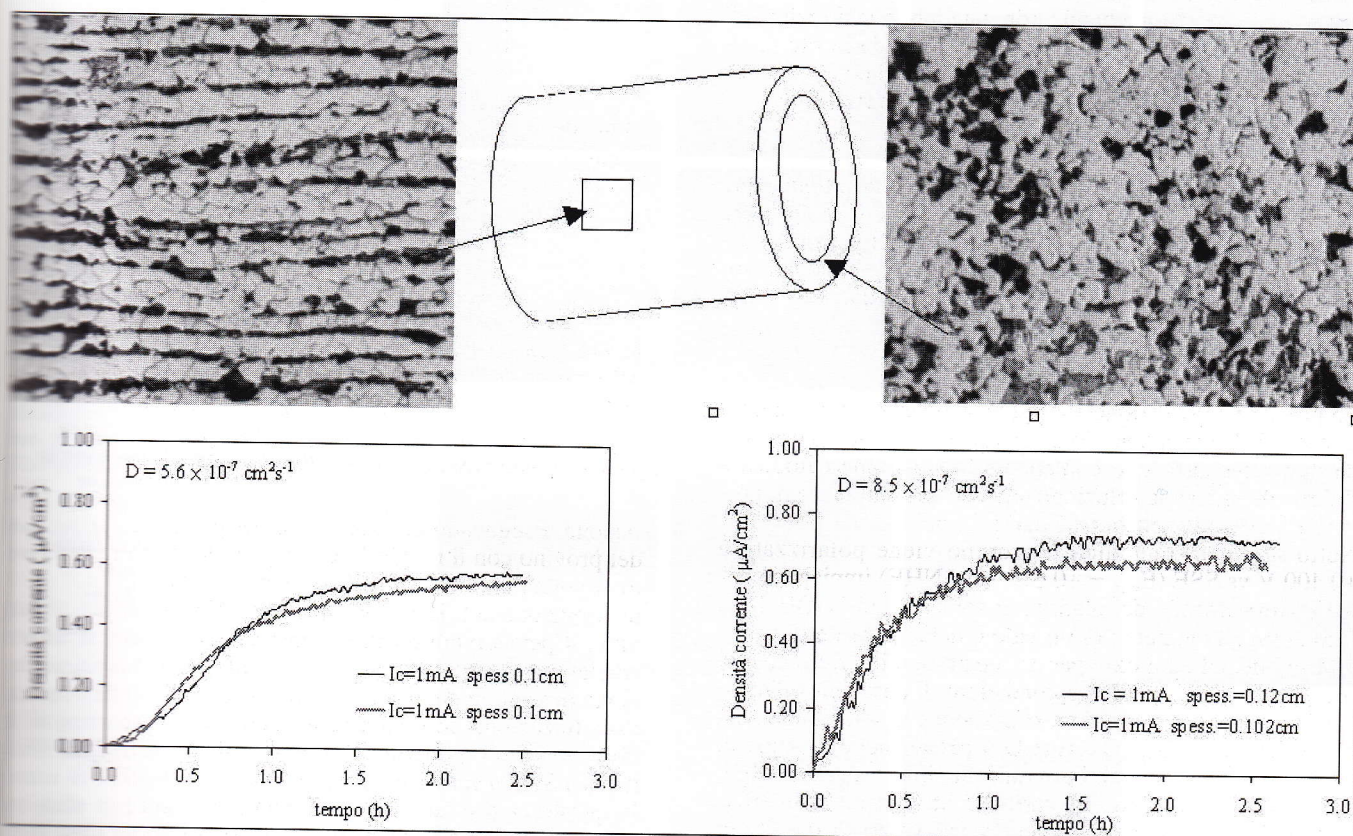 1.00
0.80
0.60
0.40
0.20
0.00
Densità corrente ( µA/cm²)
D = 5.6 x 10⁻⁷ cm²s⁻¹
Ic=1mA spess 0.1cm
Ic=1mA spess 0.1cm
0.0 0.5 1.0 1.5 2.0 2.5 3.0
tempo (h)
1.00
0.80
0.60
0.40
0.20
0.00
Densità corrente ( µA/cm²)
D = 8.5 x 10⁻⁷ cm²s⁻¹
Ic = 1mA spess.=0.12cm
Ic=1mA spess.=0.102cm
0.0 0.5 1.0 1.5 2.0 2.5 3.0
tempo (h)